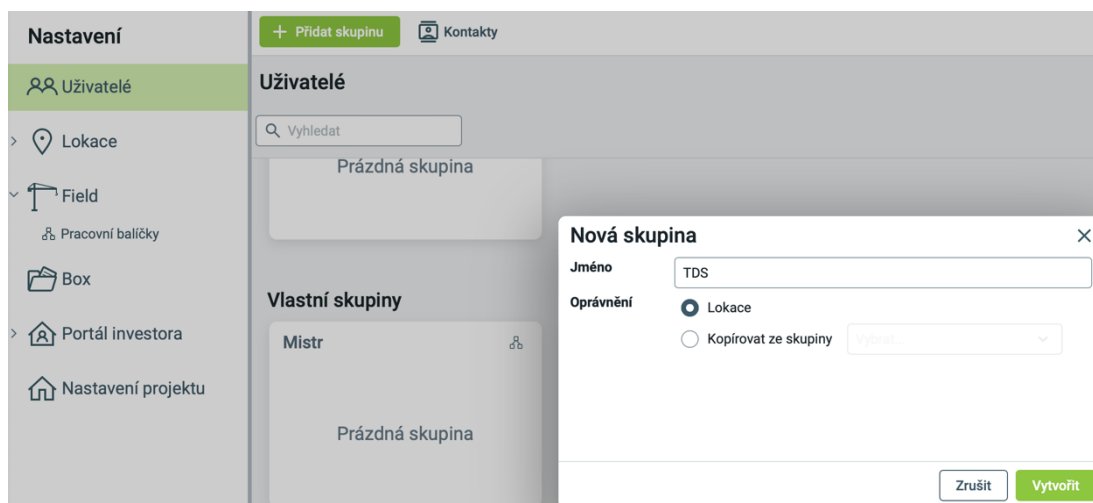 Nastavení
Uživatelé
Lokace
Field
Pracovní balíčky
Box
Portál investora
Nastavení projektu
Přidat skupinu
Kontakty
Uživatelé
Vyhledat
Prázdná skupina
Vlastní skupiny
Mistr
Prázdná skupina
Nová skupina
Jméno
TDS
Oprávnění
Lokace
Kopírovat ze skupiny
Vybrat...
Zrušit
Vytvořit